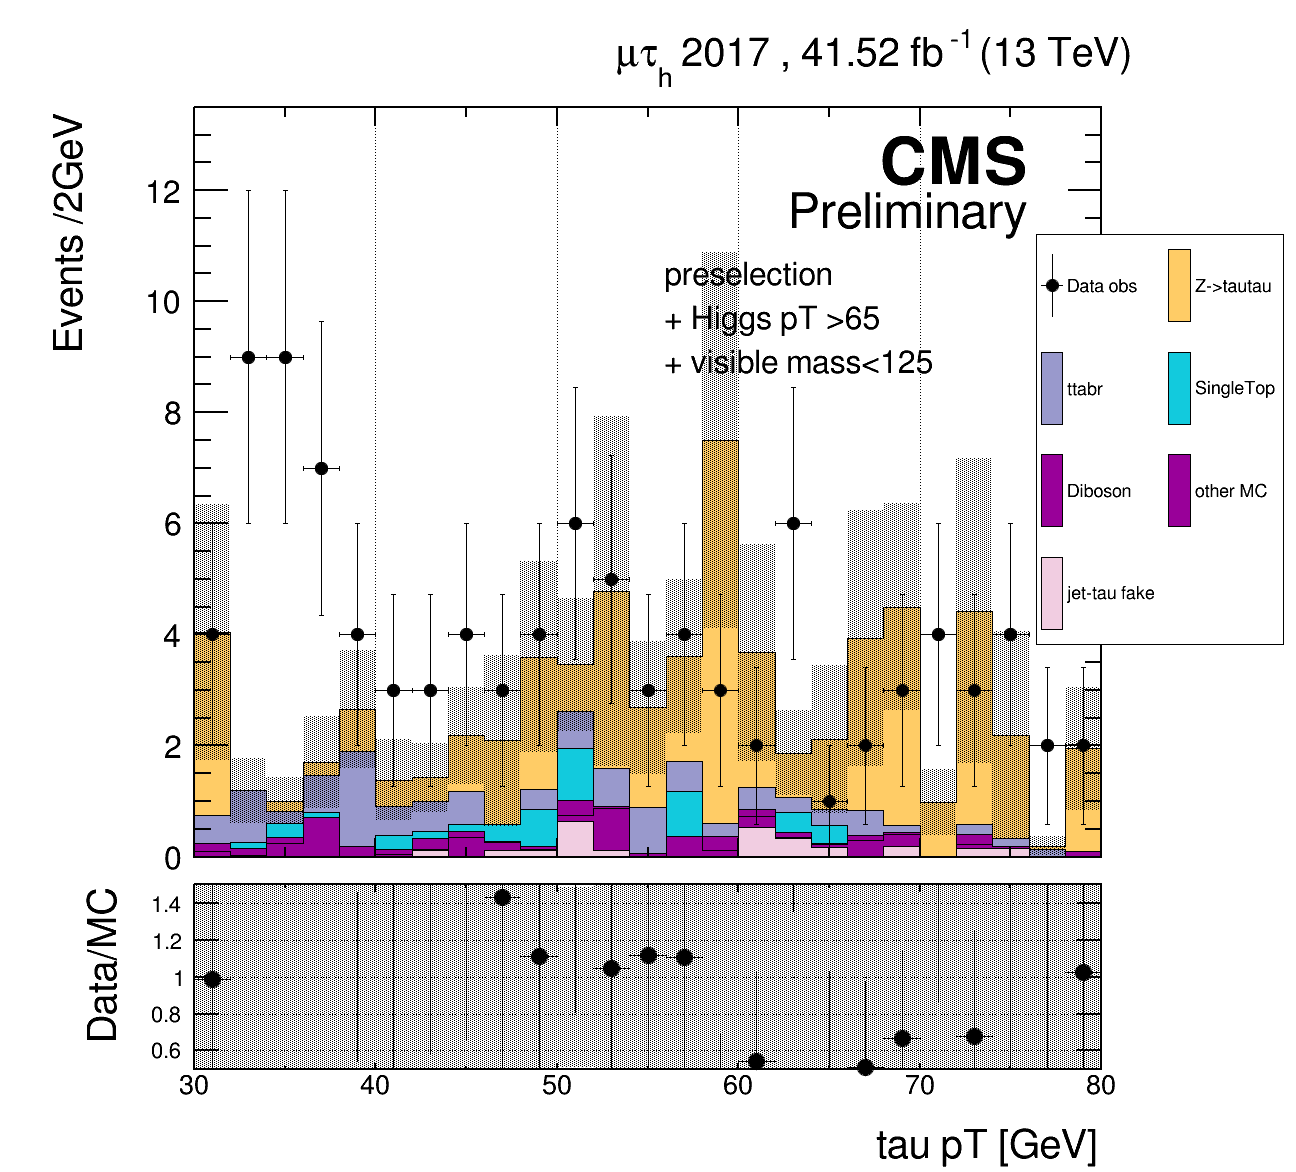 μτh 2017 , 41.52 fb-1 (13 TeV)
Events /2GeV
CMS
Preliminary
preselection
+ Higgs pT >65
+ visible mass<125
Data obs
Z->tautau
ttabr
SingleTop
Diboson
other MC
jet-tau fake
12
10
8
6
4
2
0
Data/MC
1.4
1.2
1
0.8
0.6
30 40 50 60 70 80
tau pT [GeV]